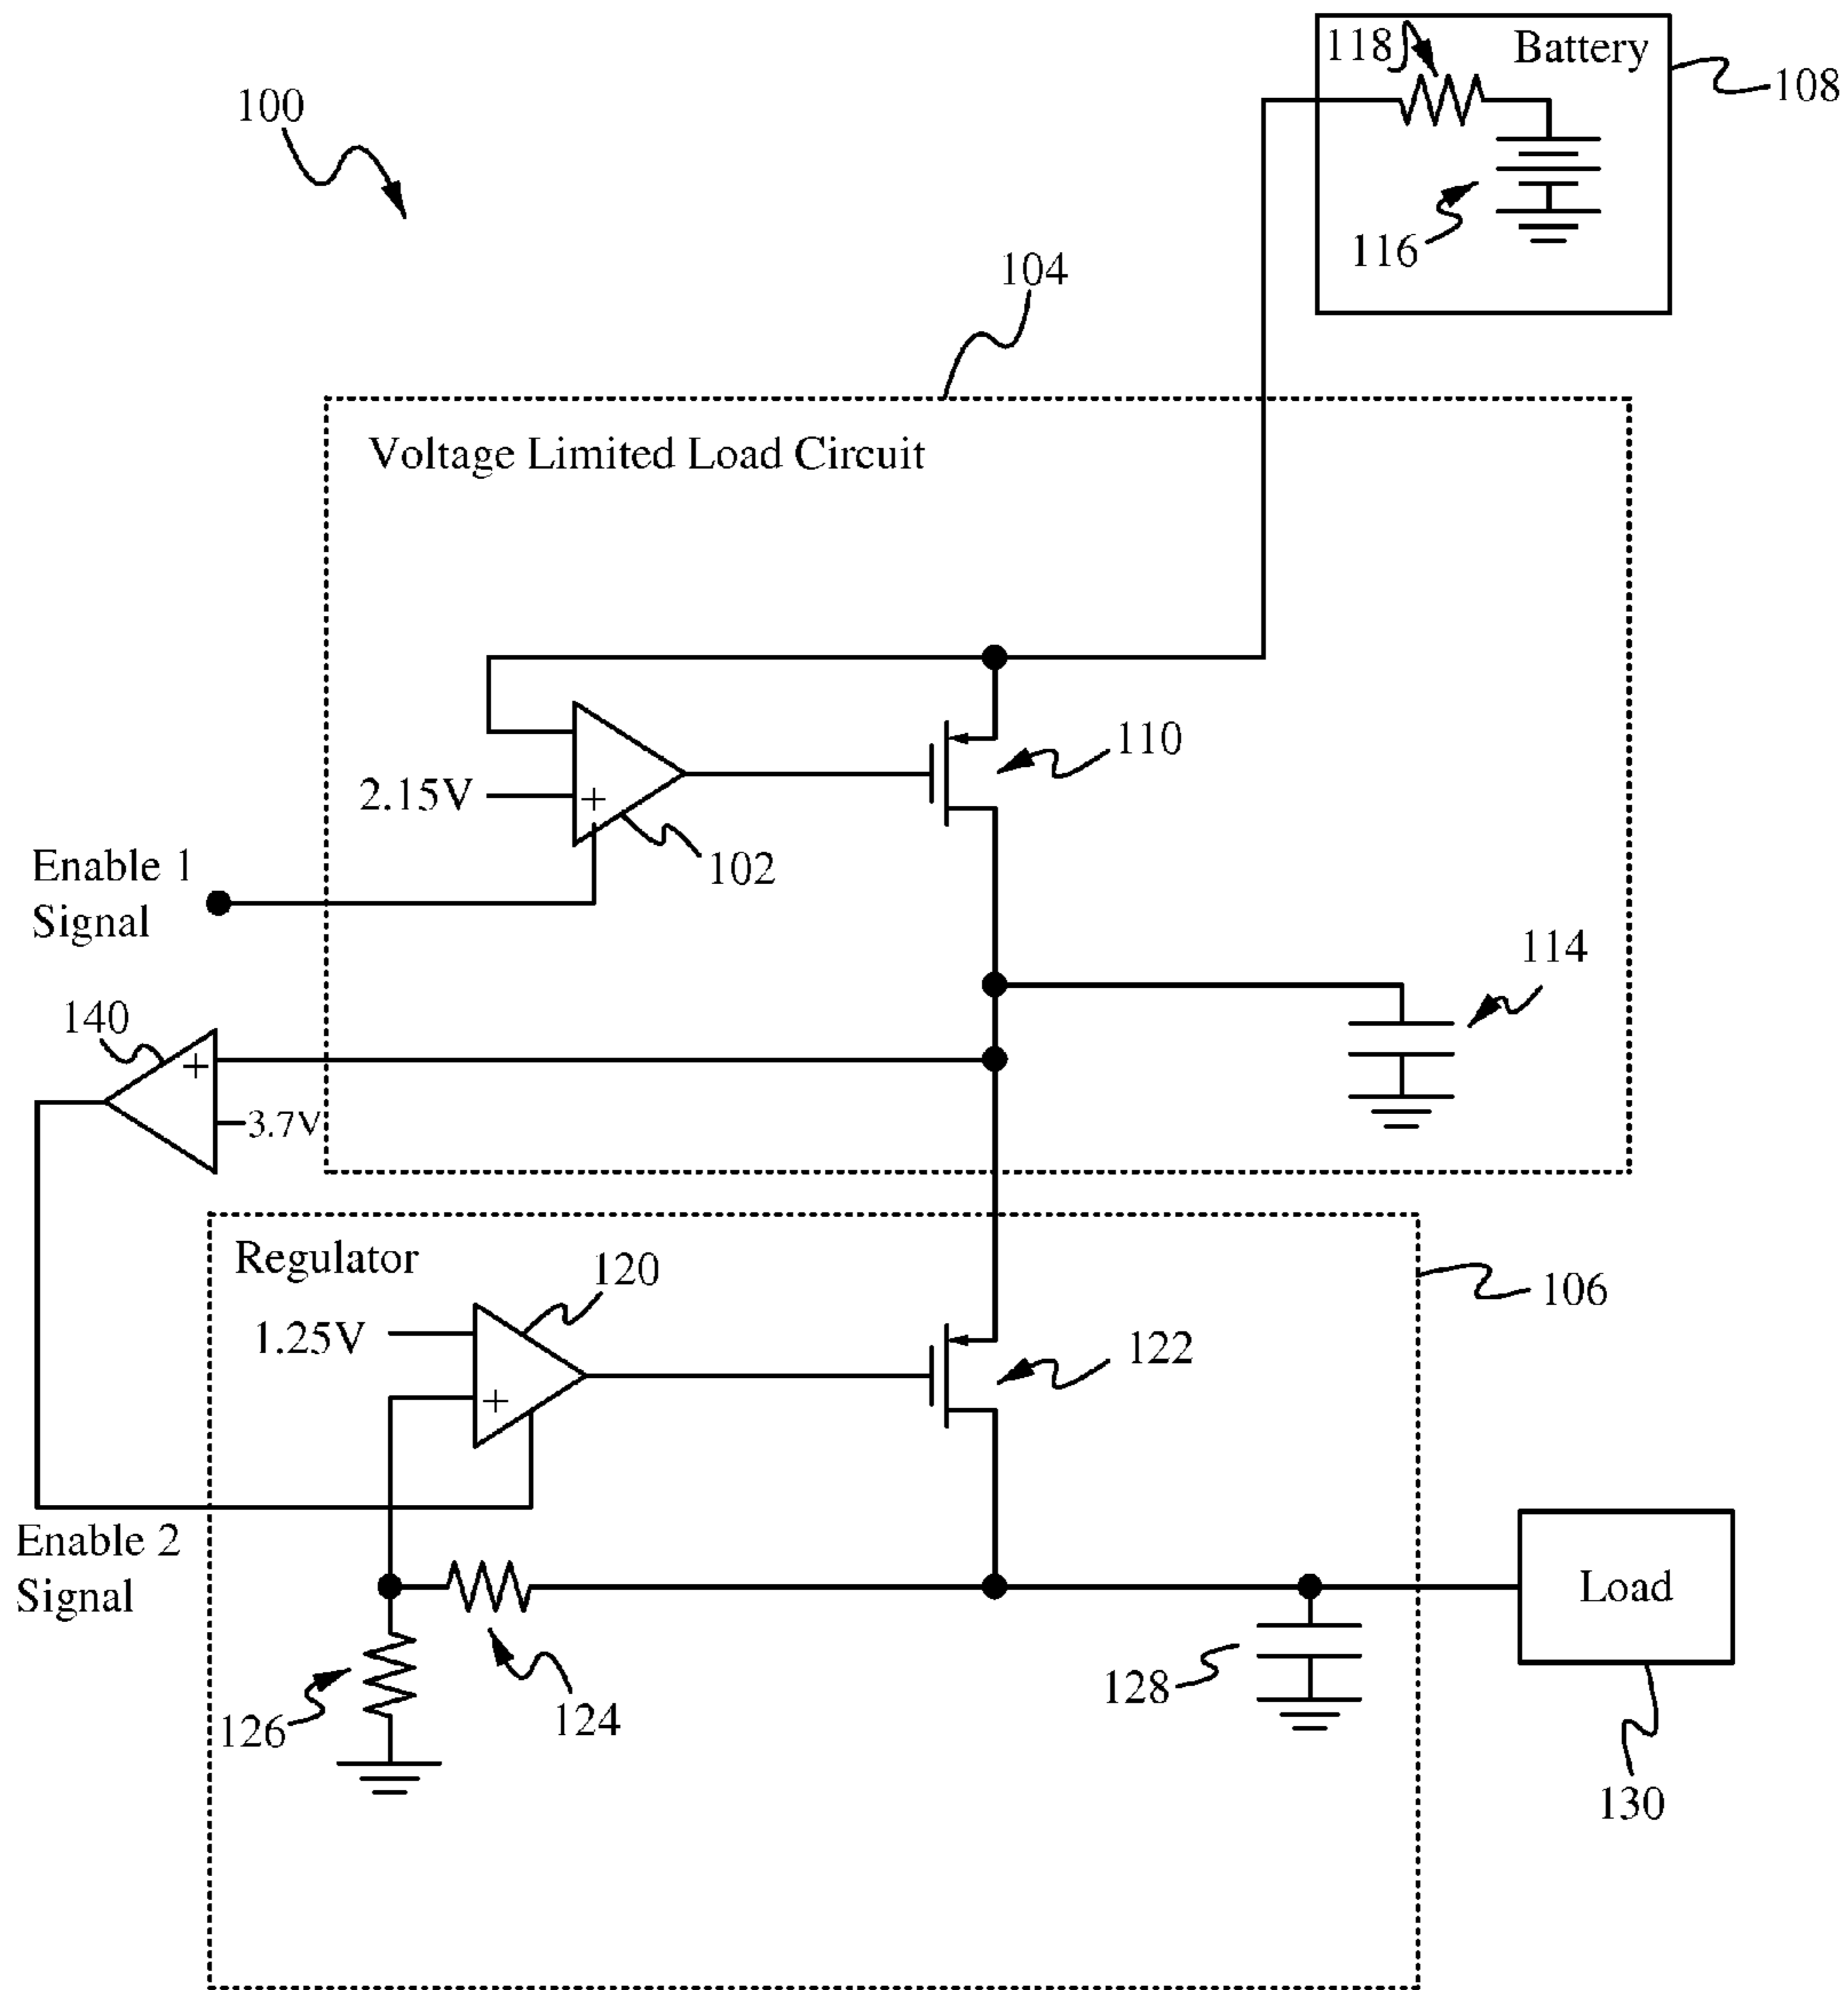 118
Battery
108
100
116
104
Voltage Limited Load Circuit
110
2.15V
+
102
Enable 1
Signal
114
140
+
3.7V
Regulator
120
106
1.25V
122
+
Enable 2
Signal
Load
126
124
128
130